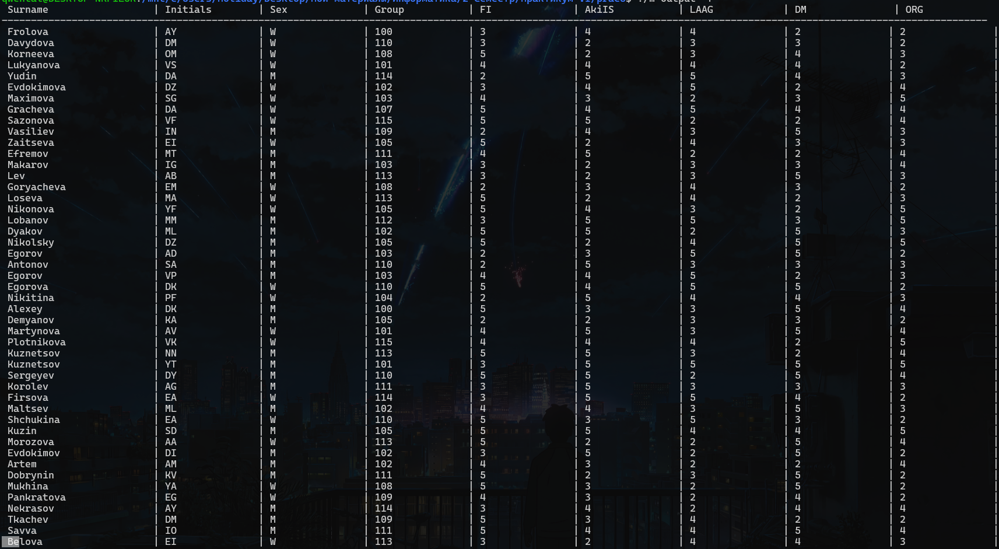 Surname | Initials | Sex | Group | FI | AkiIS | LAAG | DM | ORG
Frolova | AY | W | 100 | 3 | 4 | 4 | 2 | 2 |
Davydova | DM | W | 110 | 3 | 2 | 3 | 3 | 2 |
Korneeva | OM | W | 108 | 5 | 2 | 3 | 4 | 3 |
Lukyanova | VS | W | 101 | 4 | 4 | 4 | 4 | 2 |
Yudin | DA | M | 114 | 2 | 5 | 5 | 4 | 3 |
Evdokimova | DZ | W | 102 | 3 | 4 | 5 | 2 | 4 |
Maximova | SG | W | 103 | 4 | 3 | 2 | 3 | 5 |
Gracheva | DA | W | 107 | 5 | 4 | 5 | 4 | 4 |
Sazonova | VF | W | 115 | 5 | 5 | 2 | 2 | 4 |
Vasiliev | IN | M | 109 | 2 | 4 | 3 | 5 | 3 |
Zaitseva | EI | W | 105 | 5 | 2 | 4 | 3 | 3 |
Efremov | MT | M | 111 | 4 | 5 | 2 | 2 | 4 |
Makarov | IG | M | 103 | 3 | 2 | 3 | 3 | 4 |
Lev | AB | M | 113 | 3 | 2 | 3 | 5 | 3 |
Goryacheva | EM | W | 108 | 2 | 3 | 4 | 3 | 2 |
Loseva | MA | W | 113 | 5 | 2 | 4 | 2 | 3 |
Nikonova | YF | W | 105 | 5 | 4 | 3 | 2 | 5 |
Lobanov | MM | M | 112 | 3 | 5 | 5 | 3 | 5 |
Dyakov | ML | M | 102 | 5 | 5 | 2 | 5 | 3 |
Nikolsky | DZ | M | 105 | 5 | 2 | 4 | 5 | 5 |
Egorov | AD | M | 103 | 2 | 3 | 5 | 5 | 2 |
Antonov | SA | M | 110 | 2 | 5 | 3 | 3 | 3 |
Egorov | VP | M | 103 | 4 | 4 | 5 | 2 | 3 |
Egorova | DK | W | 110 | 5 | 4 | 5 | 5 | 2 |
Nikitina | PF | W | 104 | 2 | 5 | 4 | 4 | 3 |
Alexey | DK | M | 100 | 5 | 3 | 3 | 5 | 4 |
Demyanov | KA | M | 105 | 2 | 2 | 3 | 3 | 2 |
Martynova | AV | W | 101 | 4 | 5 | 3 | 5 | 4 |
Plotnikova | VK | W | 115 | 4 | 4 | 4 | 2 | 5 |
Kuznetsov | NN | M | 113 | 5 | 5 | 3 | 2 | 4 |
Kuznetsov | YT | M | 101 | 3 | 5 | 5 | 5 | 5 |
Sergeyev | DY | M | 110 | 5 | 5 | 2 | 5 | 4 |
Korolev | AG | M | 111 | 3 | 5 | 3 | 3 | 3 |
Firsova | EA | W | 114 | 3 | 5 | 5 | 4 | 2 |
Maltsev | ML | M | 102 | 4 | 4 | 3 | 5 | 3 |
Shchukina | EA | W | 110 | 5 | 3 | 5 | 3 | 2 |
Kuzin | SD | M | 105 | 5 | 5 | 4 | 4 | 5 |
Morozova | AA | W | 113 | 5 | 2 | 2 | 5 | 4 |
Evdokimov | DI | M | 102 | 3 | 5 | 2 | 5 | 2 |
Artem | AM | M | 102 | 4 | 3 | 2 | 2 | 4 |
Dobrynin | KV | M | 111 | 5 | 2 | 3 | 5 | 2 |
Mukhina | YA | W | 108 | 5 | 3 | 2 | 5 | 2 |
Pankratova | EG | W | 109 | 4 | 3 | 2 | 4 | 2 |
Nekrasov | AY | M | 114 | 3 | 4 | 2 | 4 | 4 |
Tkachev | DM | M | 109 | 5 | 3 | 4 | 2 | 2 |
Savva | IO | M | 111 | 5 | 4 | 4 | 5 | 4 |
Belova | EI | W | 113 | 3 | 2 | 4 | 4 | 3 |